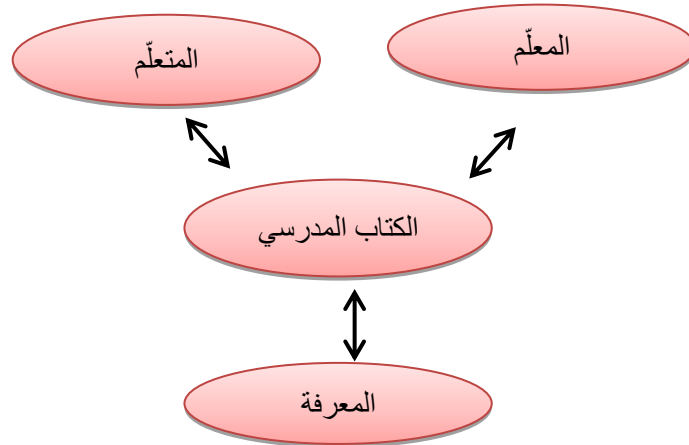 المعلّم
المتعلّم
الكتاب المدرسي
المعرفة